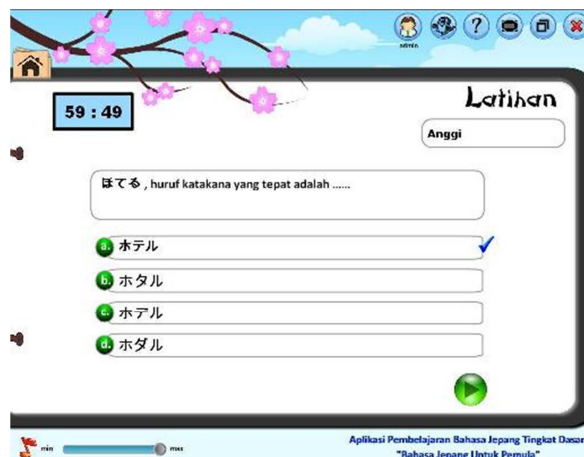 admin
Latihan
59 : 49
Anggi
ほてる , huruf katakana yang tepat adalah ......
a. ホテル
b. ホタル
c. ホデル
d. ホダル
min
max
Aplikasi Pembelajaran Bahasa Jepang Tingkat Dasar
"Bahasa Jepang Untuk Pemula"